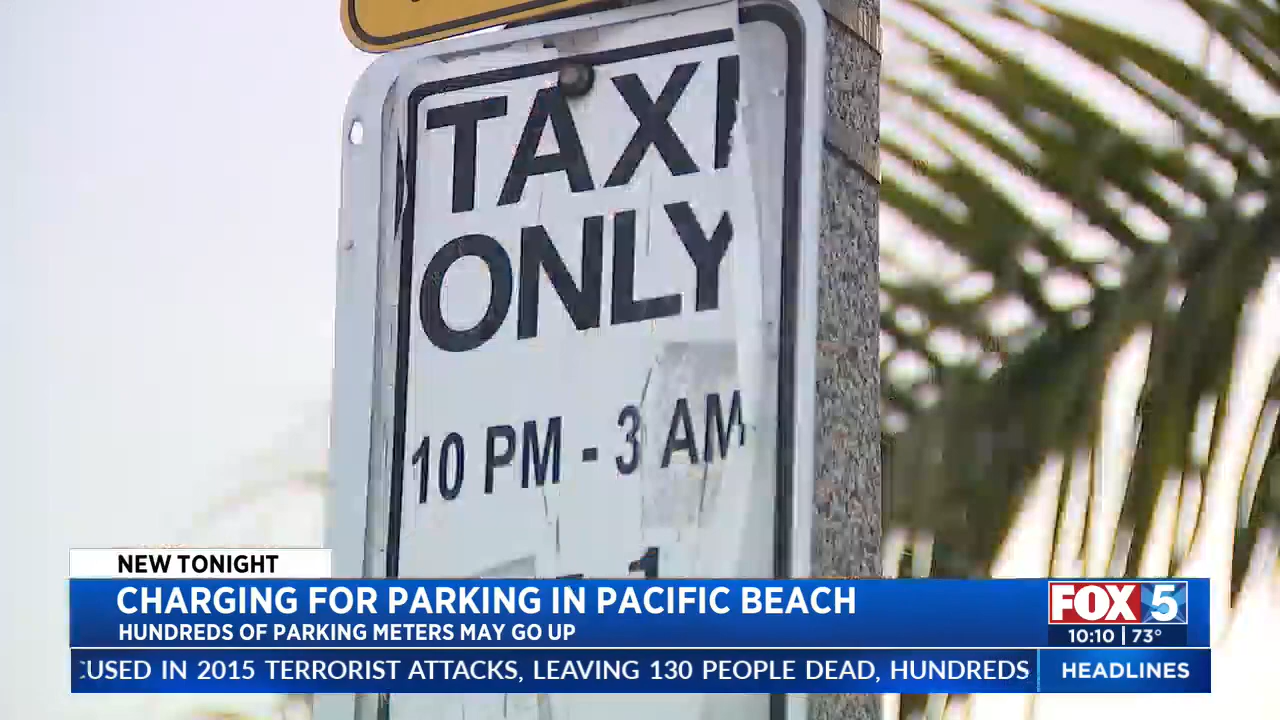 TAXI
ONLY
10 PM - 3 AM
NEW TONIGHT
CHARGING FOR PARKING IN PACIFIC BEACH
HUNDREDS OF PARKING METERS MAY GO UP
FOX 5
10:10 | 73°
CUSED IN 2015 TERRORIST ATTACKS, LEAVING 130 PEOPLE DEAD, HUNDREDS
HEADLINES